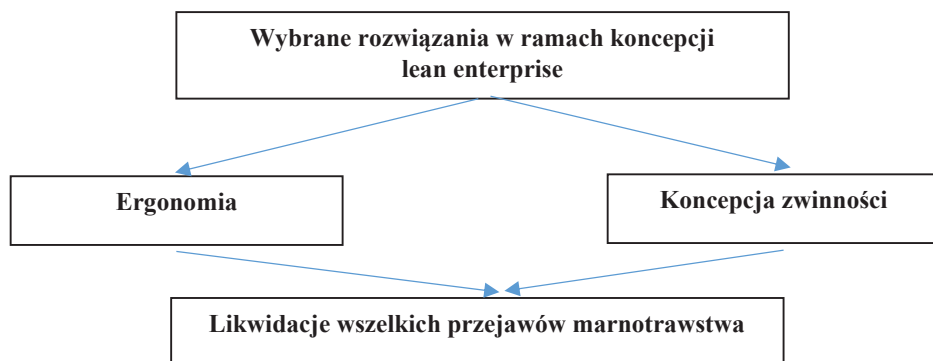 Wybrane rozwiązania w ramach koncepcji
lean enterprise
Ergonomia
Koncepcja zwinności
Likwidacje wszelkich przejawów marnotrawstwa